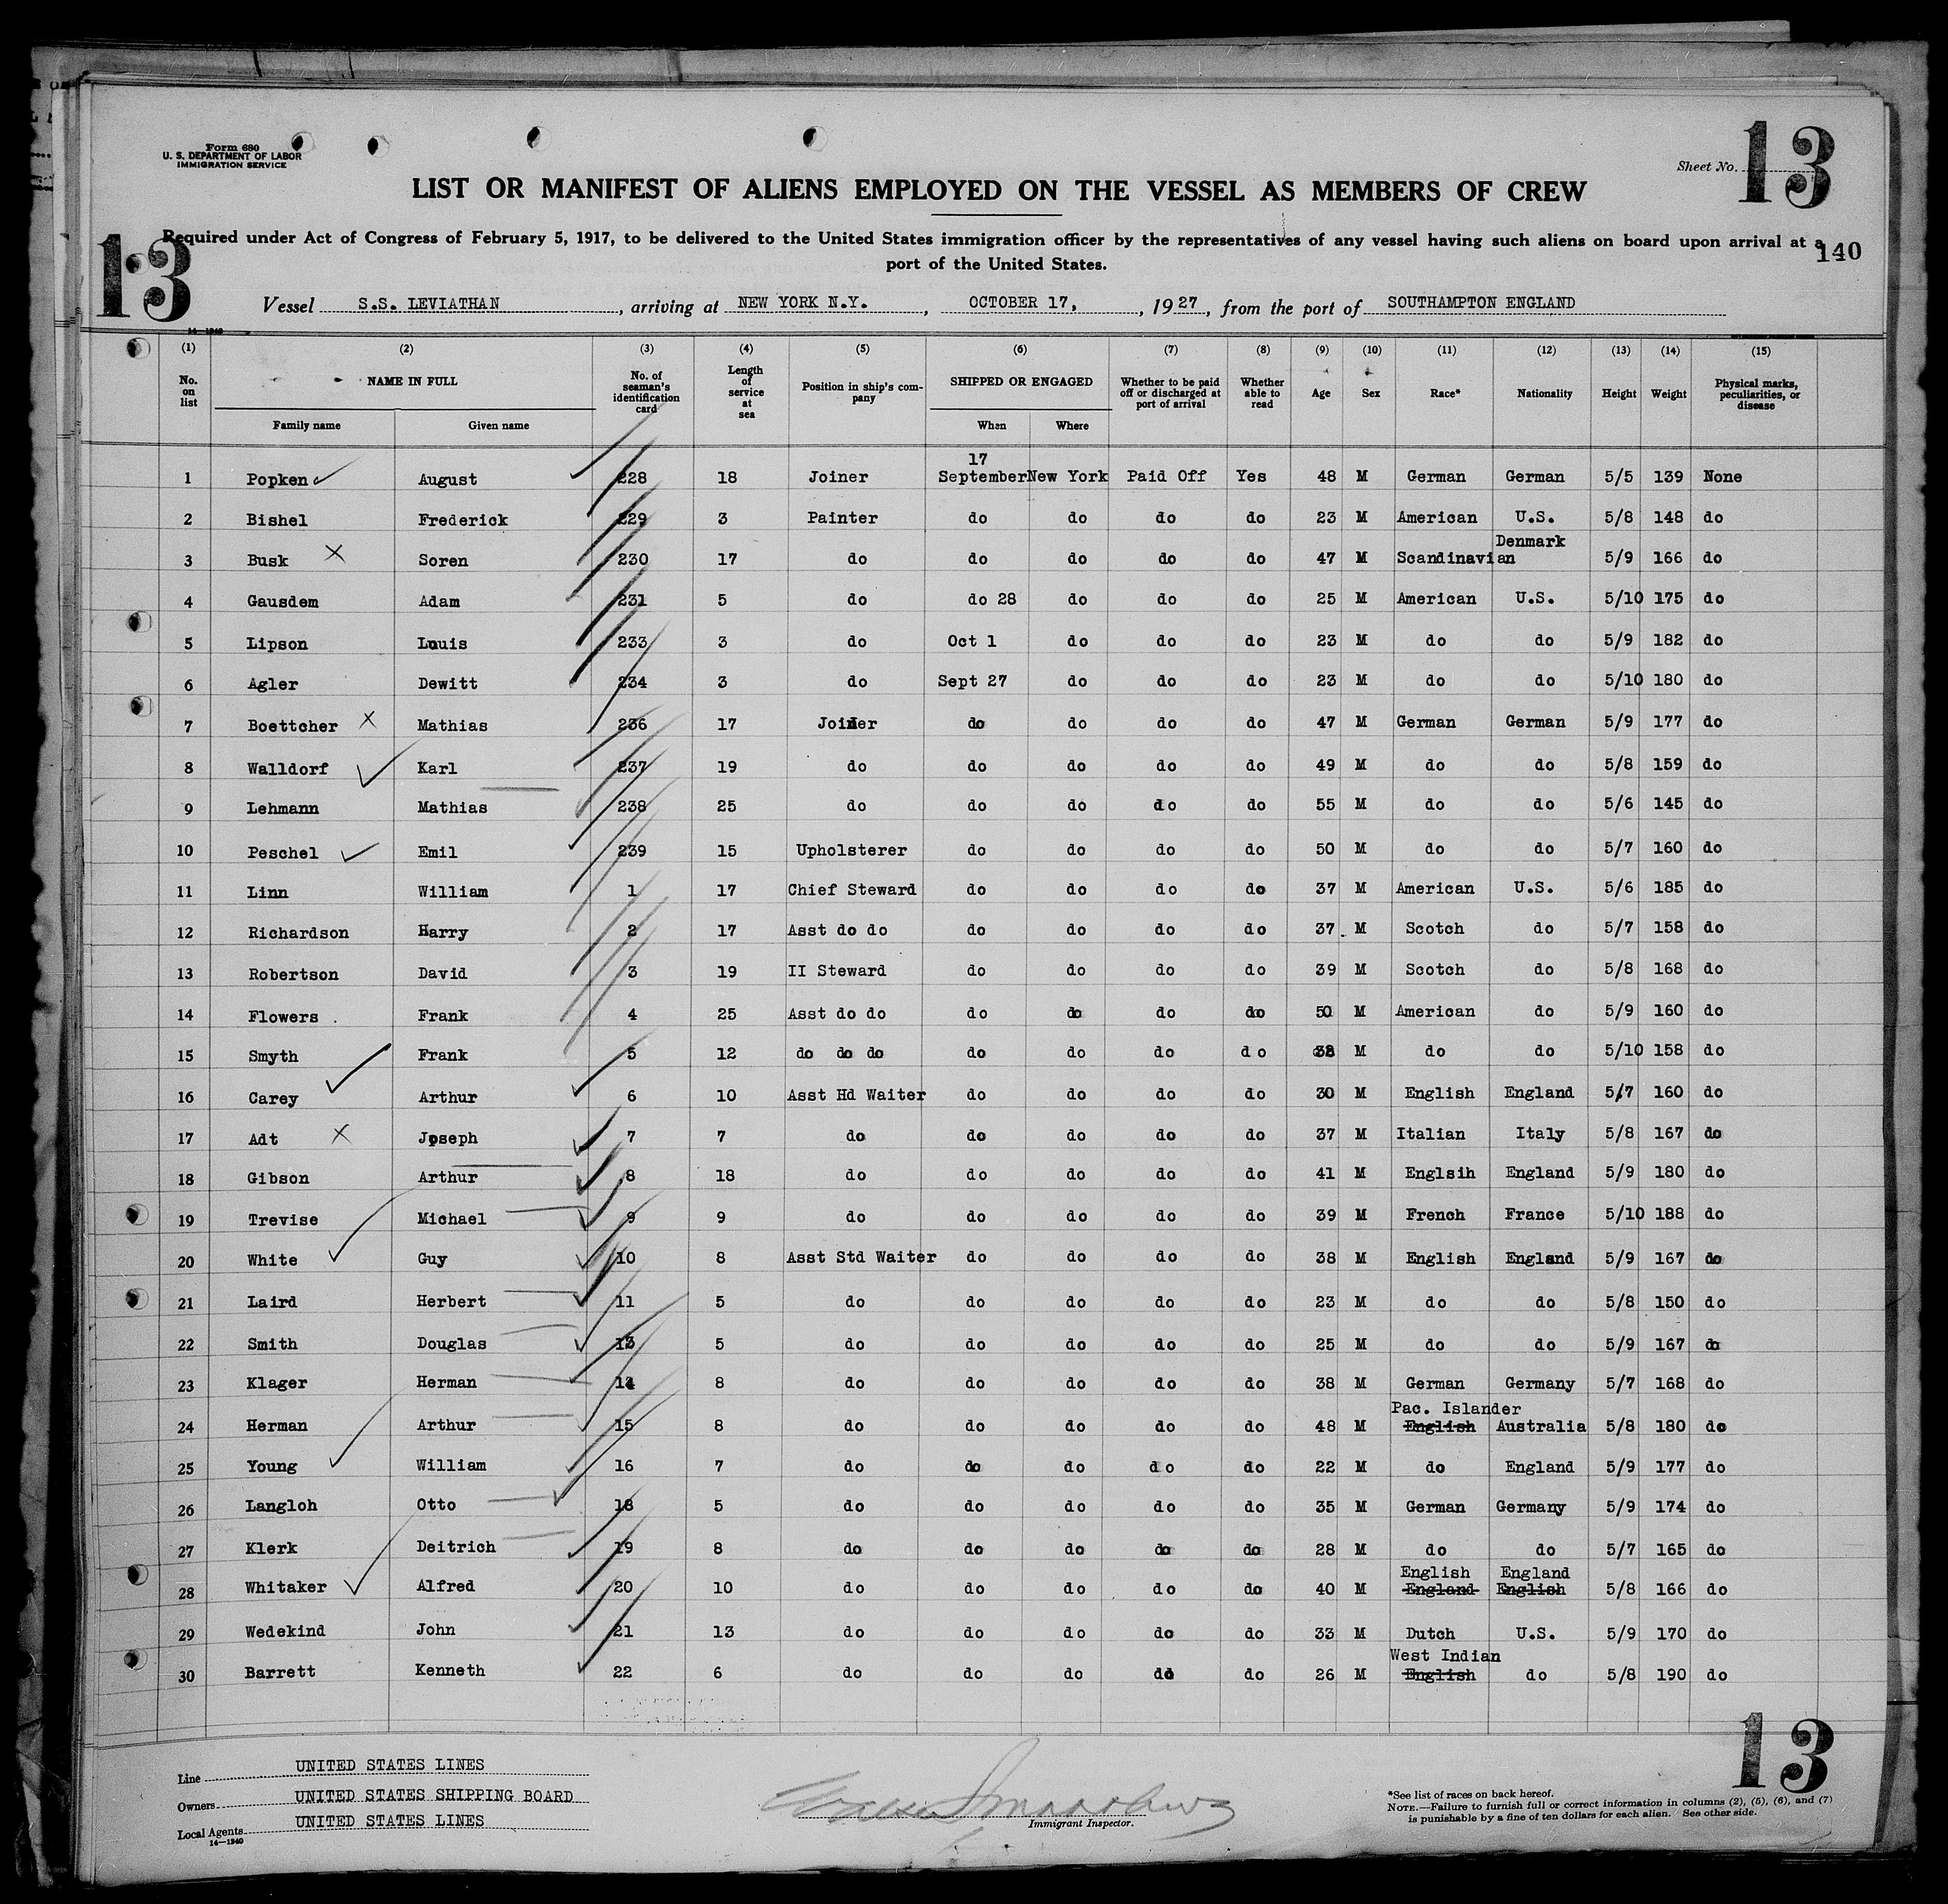 Form 680
U. S. DEPARTMENT OF LABOR
IMMIGRATION SERVICE
Sheet No. 13
LIST OR MANIFEST OF ALIENS EMPLOYED ON THE VESSEL AS MEMBERS OF CREW
Required under Act of Congress of February 5, 1917, to be delivered to the United States immigration officer by the representatives of any vessel having such aliens on board upon arrival at a
port of the United States.
140
13
Vessel S.S. LEVIATHAN, arriving at NEW YORK N.Y., OCTOBER 17, 1927, from the port of SOUTHAMPTON ENGLAND
14-1240
(1) (2) (3) (4) (5) (6) (7) (8) (9) (10) (11) (12) (13) (14) (15)
No. on list NAME IN FULL Family name Given name No. of seaman's identification card Length of service at sea Position in ship's company SHIPPED OR ENGAGED When Where Whether to be paid off or discharged at port of arrival Whether able to read Age Sex Race* Nationality Height Weight Physical marks, peculiarities, or disease
1 Popken August 228 18 Joiner 17 September New York Paid Off Yes 48 M German German 5/5 139 None
2 Bishel Frederick 229 3 Painter do do do do 23 M American U.S. 5/8 148 do
3 Busk Soren 230 17 do do do do do 47 M Scandinavian Denmark 5/9 166 do
4 Gausdem Adam 231 5 do do 28 do do do 25 M American U.S. 5/10 175 do
5 Lipson Louis 233 3 do Oct 1 do do do 23 M do do 5/9 182 do
6 Agler Dewitt 234 3 do Sept 27 do do do 23 M do do 5/10 180 do
7 Boettcher Mathias 236 17 Joiner do do do do 47 M German German 5/9 177 do
8 Walldorf Karl 237 19 do do do do do 49 M do do 5/8 159 do
9 Lehmann Mathias 238 25 do do do do do 55 M do do 5/6 145 do
10 Peschel Emil 239 15 Upholsterer do do do do 50 M do do 5/7 160 do
11 Linn William 1 17 Chief Steward do do do do 37 M American U.S. 5/6 185 do
12 Richardson Harry 2 17 Asst do do do do do do 37 M Scotch do 5/7 158 do
13 Robertson David 3 19 II Steward do do do do 39 M Scotch do 5/8 168 do
14 Flowers Frank 4 25 Asst do do do do do do 50 M American do 5/9 160 do
15 Smyth Frank 5 12 do do do do do do do 38 M do do 5/10 158 do
16 Carey Arthur 6 10 Asst Hd Waiter do do do do 30 M English England 5/7 160 do
17 Adt Joseph 7 7 do do do do do 37 M Italian Italy 5/8 167 do
18 Gibson Arthur 8 18 do do do do do 41 M Englsih England 5/9 180 do
19 Trevise Michael 9 9 do do do do do 39 M French France 5/10 188 do
20 White Guy 10 8 Asst Std Waiter do do do do 38 M English England 5/9 167 do
21 Laird Herbert 11 5 do do do do do 23 M do do 5/8 150 do
22 Smith Douglas 13 5 do do do do do 25 M do do 5/9 167 do
23 Klager Herman 14 8 do do do do do 38 M German Germany 5/7 168 do
24 Herman Arthur 15 8 do do do do do 48 M Pac. Islander English Australia 5/8 180 do
25 Young William 16 7 do do do do do 22 M do England 5/9 177 do
26 Langloh Otto 18 5 do do do do do 35 M German Germany 5/9 174 do
27 Klerk Deitrich 19 8 do do do do do 28 M do do 5/7 165 do
28 Whitaker Alfred 20 10 do do do do do 40 M English England England English 5/8 166 do
29 Wedekind John 21 13 do do do do do 33 M Dutch U.S. 5/9 170 do
30 Barrett Kenneth 22 6 do do do do do 26 M West Indian English do 5/8 190 do
Line UNITED STATES LINES
Owners UNITED STATES SHIPPING BOARD
Local Agents UNITED STATES LINES
14-1240
Immigrant Inspector.
*See list of races on back hereof.
NOTE.—Failure to furnish full or correct information in columns (2), (5), (6), and (7)
is punishable by a fine of ten dollars for each alien. See other side.
13